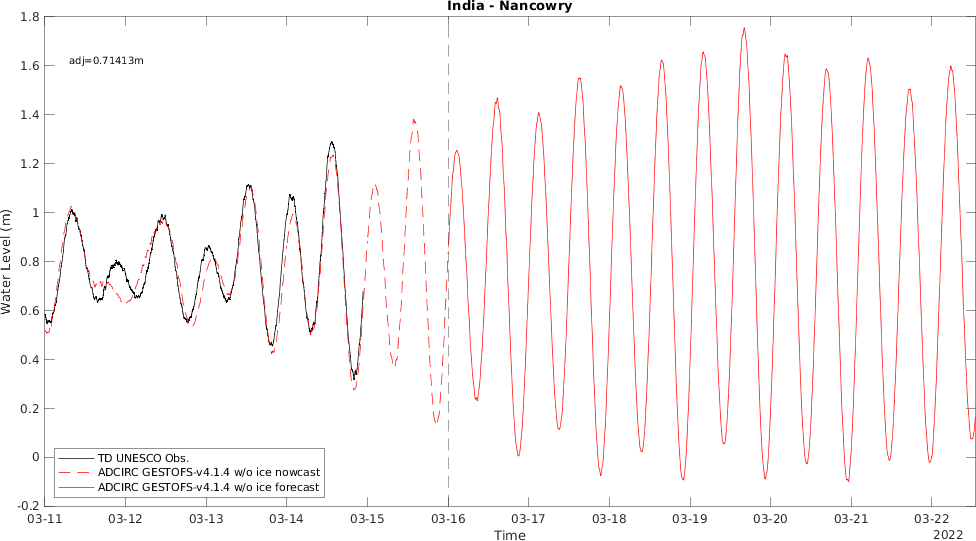 India - Nancowry
1.8
1.6
1.4
1.2
1
0.8
0.6
0.4
0.2
0
-0.2
Water Level (m)
adj=0.71413m
TD UNESCO Obs.
ADCIRC GESTOFS-v4.1.4 w/o ice nowcast
ADCIRC GESTOFS-v4.1.4 w/o ice forecast
03-11 03-12 03-13 03-14 03-15 03-16 03-17 03-18 03-19 03-20 03-21 03-22
Time
2022